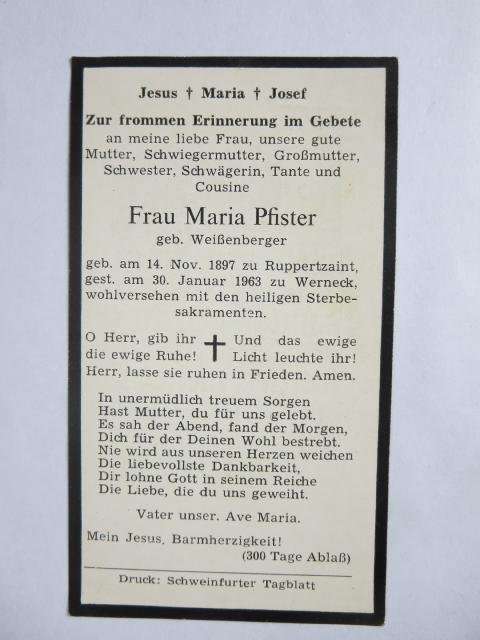 Jesus † Maria † Josef
Zur frommen Erinnerung im Gebete
an meine liebe Frau, unsere gute
Mutter, Schwiegermutter, Großmutter,
Schwester, Schwägerin, Tante und
Cousine
Frau Maria Pfister
geb. Weißenberger
geb. am 14. Nov. 1897 zu Ruppertzaint,
gest. am 30. Januar 1963 zu Werneck,
wohlversehen mit den heiligen Sterbe-
sakramenten.
O Herr, gib ihr † Und das ewige
die ewige Ruhe! Licht leuchte ihr!
Herr, lasse sie ruhen in Frieden. Amen.
In unermüdlich treuem Sorgen
Hast Mutter, du für uns gelebt.
Es sah der Abend, fand der Morgen,
Dich für der Deinen Wohl bestrebt.
Nie wird aus unseren Herzen weichen
Die liebevollste Dankbarkeit,
Dir lohne Gott in seinem Reiche
Die Liebe, die du uns geweiht.
Vater unser. Ave Maria.
Mein Jesus, Barmherzigkeit!
(300 Tage Ablaß)
Druck: Schweinfurter Tagblatt